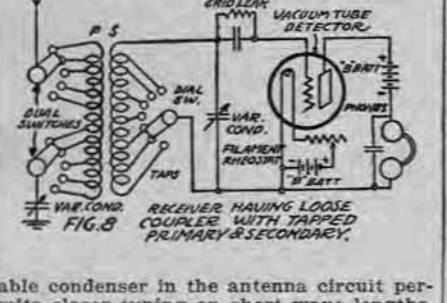 GRID LEAK
VACUUM TUBE
DETECTOR
P S
"B" BATT
DIAL
SW.
PHONES
DUAL
SWITCHES
VAR.
COND.
FILAMENT
RHEOSTAT
"B" BATT
TAPS
VAR. COND.
FIG. 8
RECEIVER HAVING LOOSE
COUPLER WITH TAPPED
PRIMARY & SECONDARY.
able condenser in the antenna circuit per-
mits closer tuning on short wave lengths